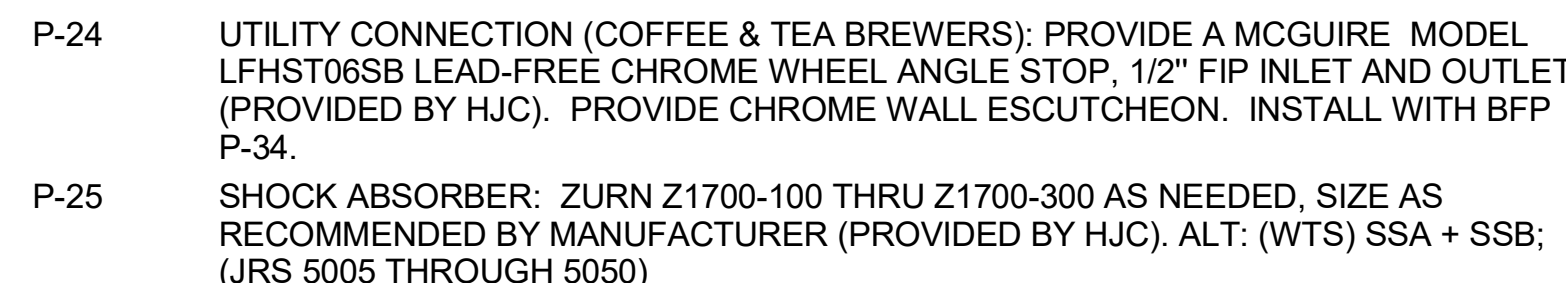 P-24 UTILITY CONNECTION (COFFEE & TEA BREWERS): PROVIDE A MCGUIRE MODEL
LFHST06SB LEAD-FREE CHROME WHEEL ANGLE STOP, 1/2" FIP INLET AND OUTLET
(PROVIDED BY HJC). PROVIDE CHROME WALL ESCUTCHEON. INSTALL WITH BFP
P-34.
P-25 SHOCK ABSORBER: ZURN Z1700-100 THRU Z1700-300 AS NEEDED, SIZE AS
RECOMMENDED BY MANUFACTURER (PROVIDED BY HJC). ALT: (WTS) SSA + SSB;
(JRS 5005 THROUGH 5050)